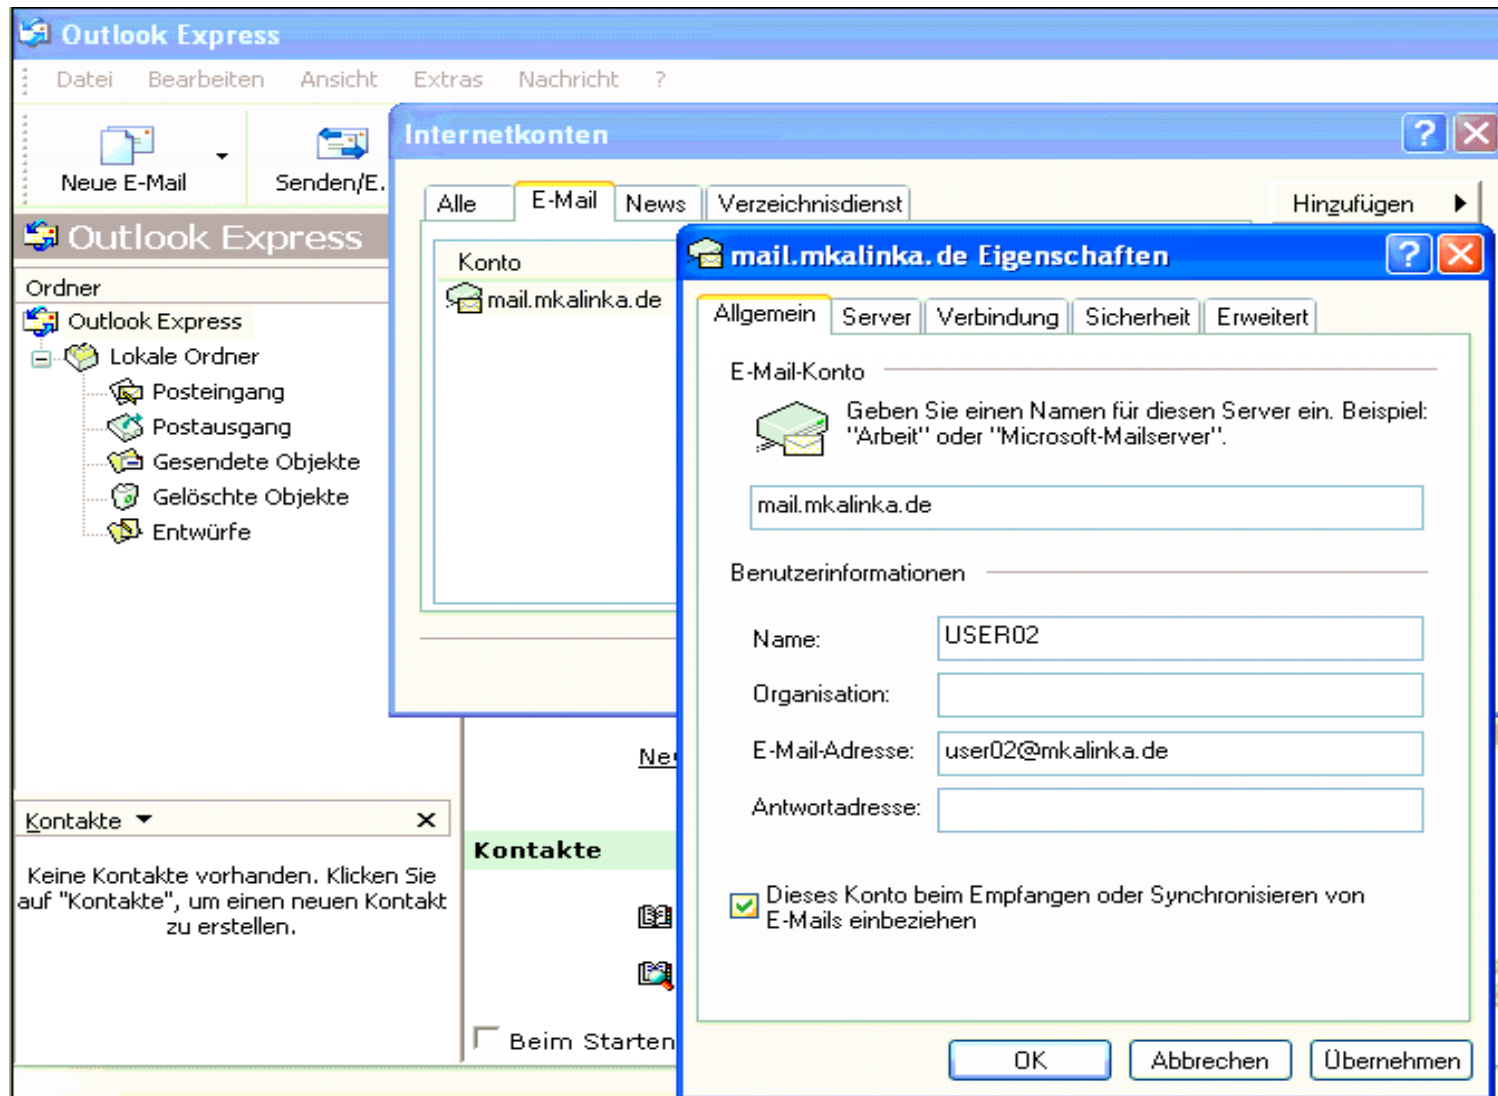 Outlook Express
Datei Bearbeiten Ansicht Extras Nachricht ?
Neue E-Mail Senden/E.
Internetkonten
Alle E-Mail News Verzeichnisdienst
Hinzufügen
Outlook Express
Ordner
Outlook Express
Lokale Ordner
Posteingang
Postausgang
Gesendete Objekte
Gelöschte Objekte
Entwürfe
Konto
mail.mkalinka.de
mail.mkalinka.de Eigenschaften
Allgemein Server Verbindung Sicherheit Erweitert
E-Mail-Konto
Geben Sie einen Namen für diesen Server ein. Beispiel:
"Arbeit" oder "Microsoft-Mailserver".
mail.mkalinka.de
Benutzerinformationen
Name: USER02
Organisation:
E-Mail-Adresse: user02@mkalinka.de
Antwortadresse:
Dieses Konto beim Empfangen oder Synchronisieren von
E-Mails einbeziehen
OK Abbrechen Übernehmen
Kontakte
Keine Kontakte vorhanden. Klicken Sie
auf "Kontakte", um einen neuen Kontakt
zu erstellen.
Kontakte
Beim Starten